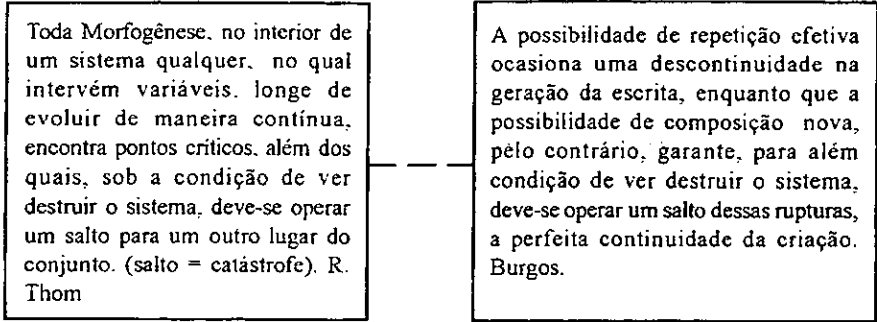 Toda Morfogênese. no interior de
um sistema qualquer. no qual
intervém variáveis. longe de
evoluir de maneira contínua,
encontra pontos críticos. além dos
quais, sob a condição de ver
destruir o sistema, deve-se operar
um salto para um outro lugar do
conjunto. (salto = catástrofe). R.
Thom
A possibilidade de repetição efetiva
ocasiona uma descontinuidade na
geração da escrita, enquanto que a
possibilidade de composição nova,
pelo contrário, garante, para além
condição de ver destruir o sistema,
deve-se operar um salto dessas rupturas,
a perfeita continuidade da criação.
Burgos.